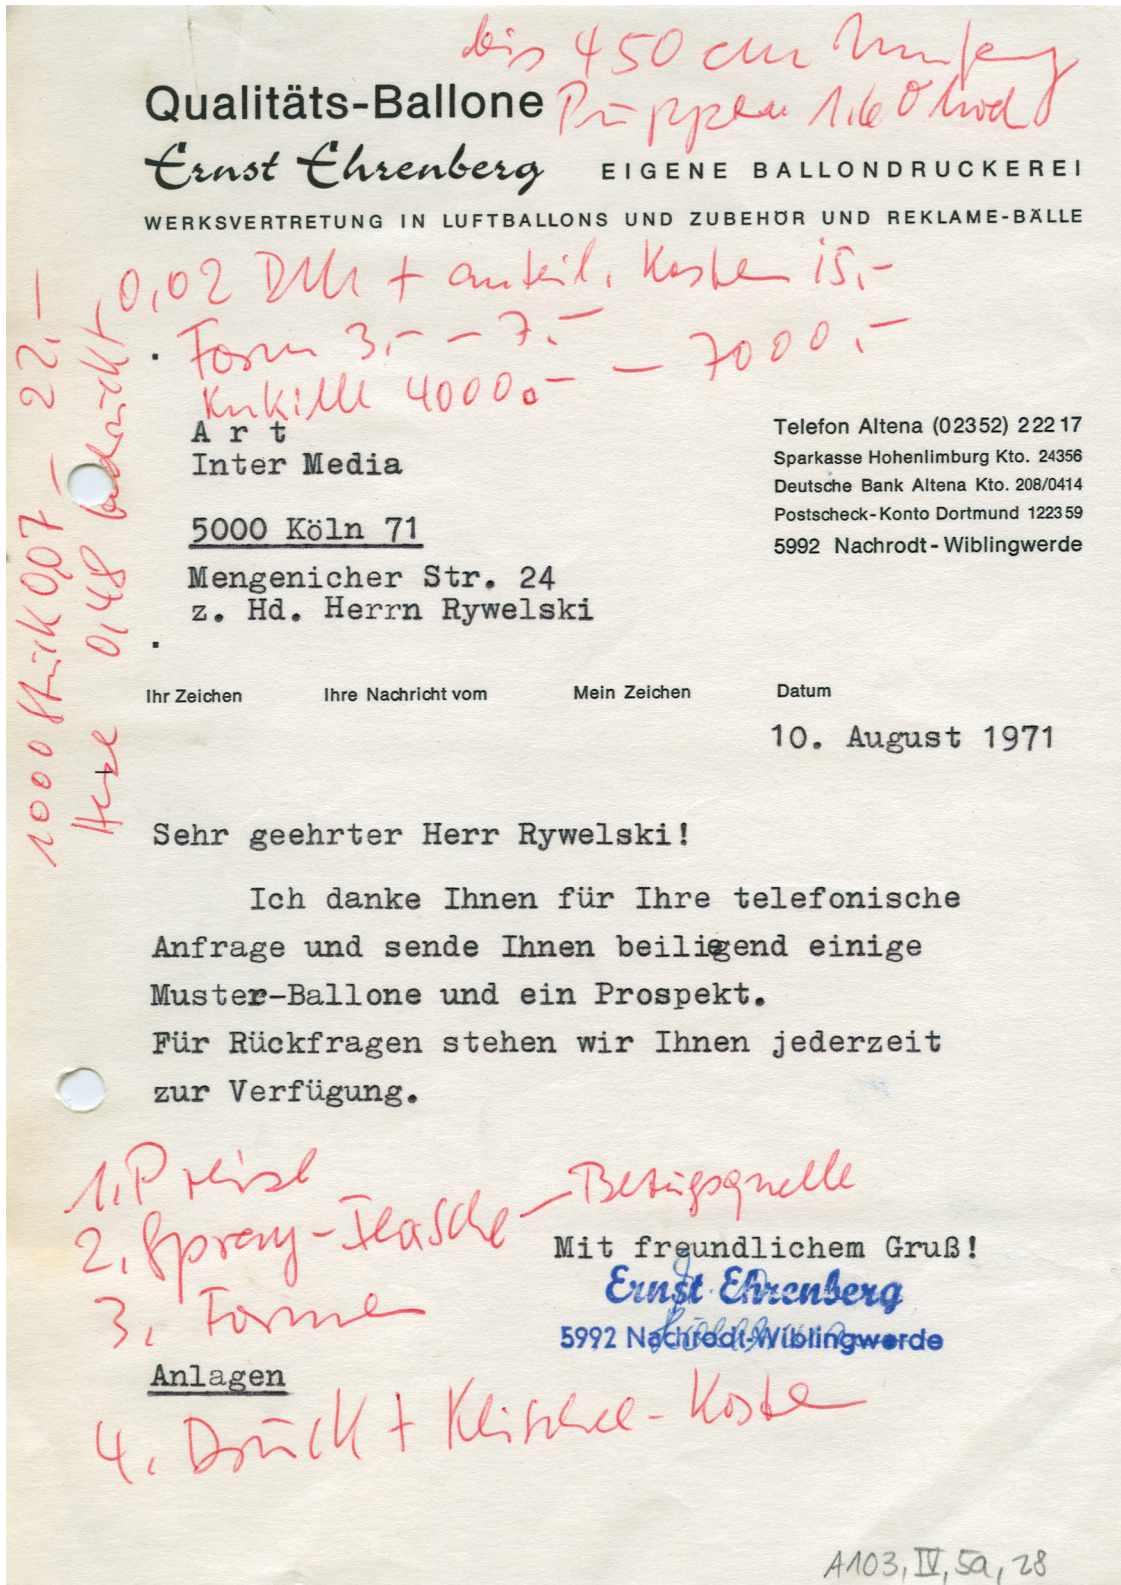 bis 450 cm Umfang
Qualitäts-Ballone
Puppen 1.60 hoch
Ernst Ehrenberg EIGENE BALLONDRUCKEREI
WERKSVERTRETUNG IN LUFTBALLONS UND ZUBEHÖR UND REKLAME-BÄLLE
0,02 DM + anteil. Kosten 15,-
Form 3,- - 7.-
Kukille 4000.- - 7000,-
1000 Stück 0,07 - 22,-
Herze 0,48 bedruckt
A r t
Inter Media
5000 Köln 71
Mengenicher Str. 24
z. Hd. Herrn Rywelski
Telefon Altena (02352) 22217
Sparkasse Hohenlimburg Kto. 24356
Deutsche Bank Altena Kto. 208/0414
Postscheck-Konto Dortmund 122359
5992 Nachrodt-Wiblingwerde
Ihr Zeichen Ihre Nachricht vom Mein Zeichen Datum
10. August 1971
Sehr geehrter Herr Rywelski!
Ich danke Ihnen für Ihre telefonische
Anfrage und sende Ihnen beiliegend einige
Muster-Ballone und ein Prospekt.
Für Rückfragen stehen wir Ihnen jederzeit
zur Verfügung.
1. Preise
2. Spray-Flasche - Bezugsquelle
3. Formen
Mit freundlichem Gruß!
Ernst Ehrenberg
5992 Nachrodt-Wiblingwerde
Anlagen
4. Druck + Klischee-Kosten
A103, IV, 5a, 28